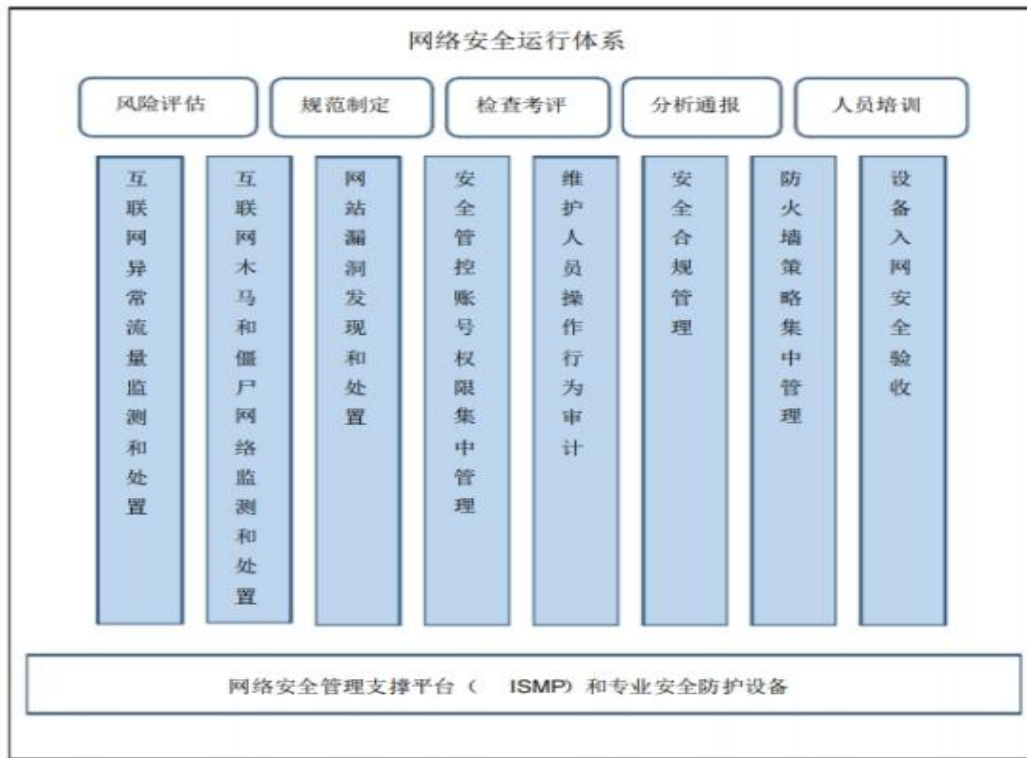 网络安全运行体系
风险评估
规范制定
检查考评
分析通报
人员培训
互联网异常流量监测和处置
互联网木马和僵尸网络监测和处置
网站漏洞发现和处置
安全管控账号权限集中管理
维护人员操作行为审计
安全合规管理
防火墙策略集中管理
设备入网安全验收
网络安全管理支撑平台（ ISMP）和专业安全防护设备